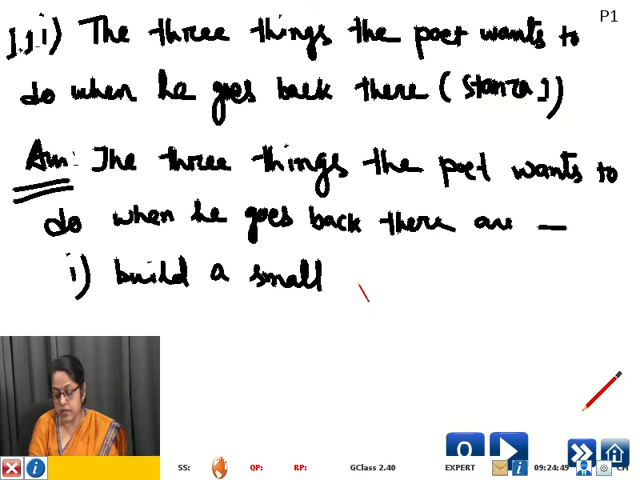 P1
1.1.i) The three things the poet wants to
do when he goes back there (Stanza I)
Ans: The three things the poet wants to
do when he goes back there are —
i) build a small
Q
SS:
QP:
RP:
GClass 2.40
EXPERT
09:24:49